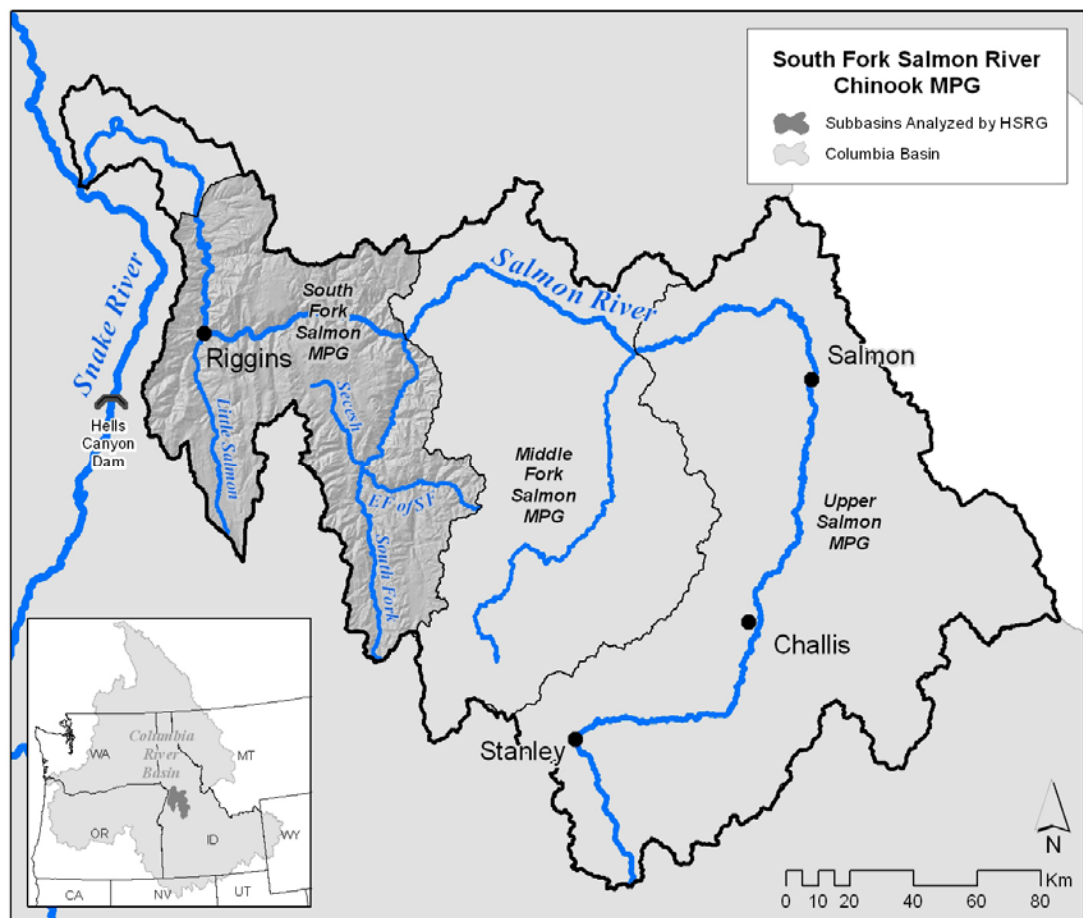 South Fork Salmon River
Chinook MPG
Subbasins Analyzed by HSRG
Columbia Basin
Snake River
Salmon River
South
Fork
Salmon
MPG
Riggins
Salmon
Hells
Canyon
Dam
Little Salmon
Secesh
EF of SF
South Fork
Middle
Fork
Salmon
MPG
Upper
Salmon
MPG
Challis
Stanley
Columbia
River
Basin
WA
MT
OR
ID
WY
CA
NV
UT
N
Km
0 10 20 40 60 80